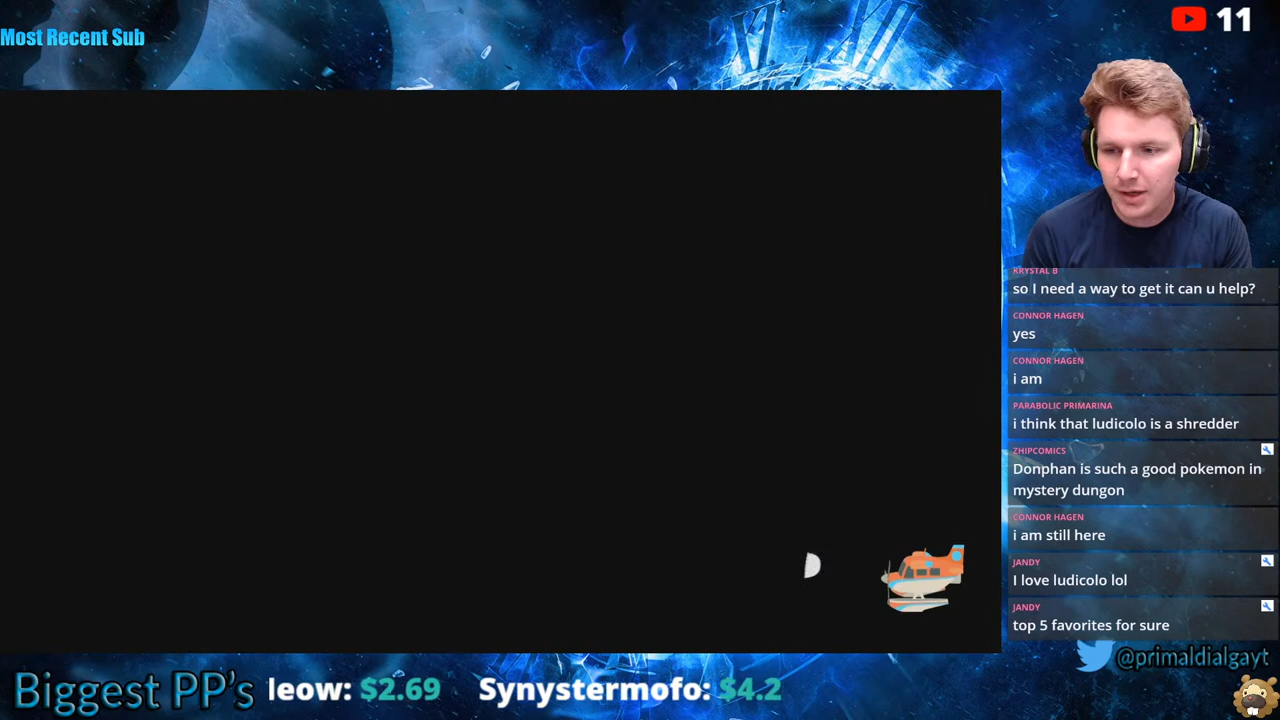 Most Recent Sub
11
KRYSTAL B
so I need a way to get it can u help?
CONNOR HAGEN
yes
CONNOR HAGEN
i am
PARABOLIC PRIMARINA
i think that ludicolo is a shredder
ZHIPCOMICS
Donphan is such a good pokemon in
mystery dungon
CONNOR HAGEN
i am still here
JANDY
I love ludicolo lol
JANDY
top 5 favorites for sure
@primaldialgayt
Biggest PP's leow: $2.69 Synystermofo: $4.2